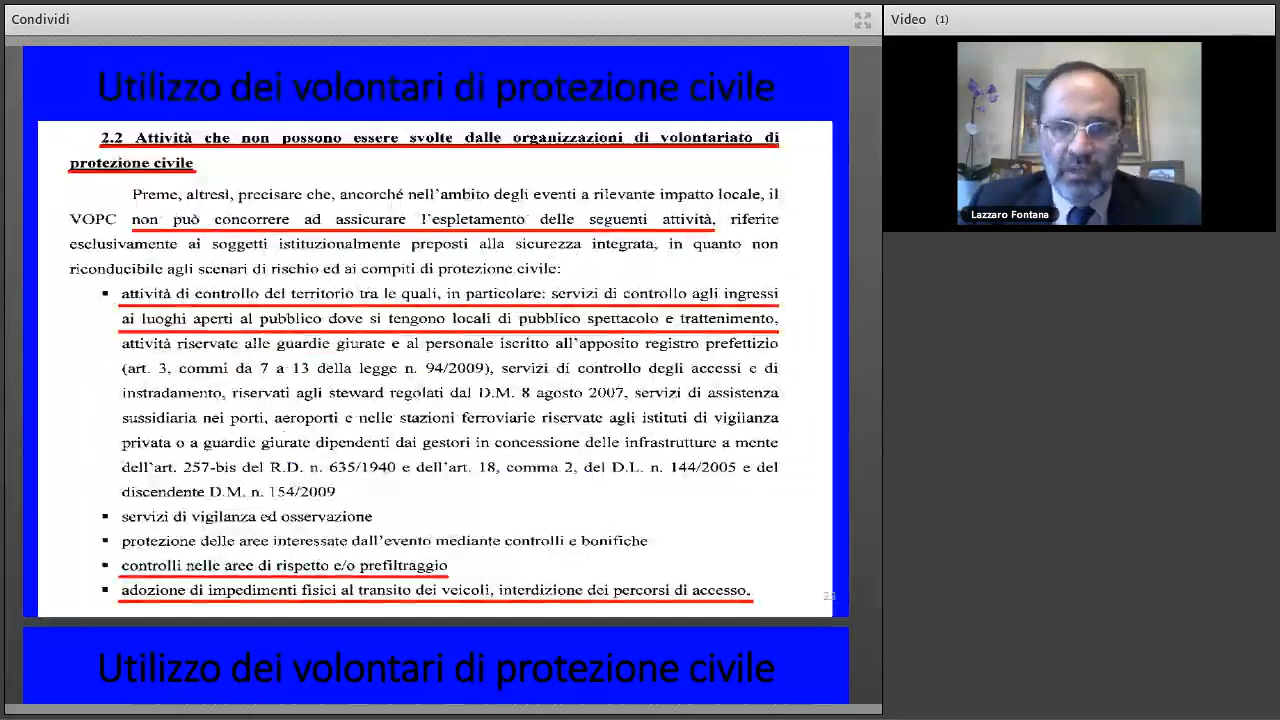 Condividi
Video (1)
Utilizzo dei volontari di protezione civile
2.2 Attività che non possono essere svolte dalle organizzazioni di volontariato di
protezione civile
Preme, altresì, precisare che, ancorché nell'ambito degli eventi a rilevante impatto locale, il
VOPC non può concorrere ad assicurare l'espletamento delle seguenti attività, riferite
esclusivamente ai soggetti istituzionalmente preposti alla sicurezza integrata, in quanto non
riconducibile agli scenari di rischio ed ai compiti di protezione civile:
▪ attività di controllo del territorio tra le quali, in particolare: servizi di controllo agli ingressi
ai luoghi aperti al pubblico dove si tengono locali di pubblico spettacolo e trattenimento,
attività riservate alle guardie giurate e al personale iscritto all'apposito registro prefettizio
(art. 3, commi da 7 a 13 della legge n. 94/2009), servizi di controllo degli accessi e di
instradamento, riservati agli steward regolati dal D.M. 8 agosto 2007, servizi di assistenza
sussidiaria nei porti, aeroporti e nelle stazioni ferroviarie riservate agli istituti di vigilanza
privata o a guardie giurate dipendenti dai gestori in concessione delle infrastrutture a mente
dell'art. 257-bis del R.D. n. 635/1940 e dell'art. 18, comma 2, del D.L. n. 144/2005 e del
discendente D.M. n. 154/2009
▪ servizi di vigilanza ed osservazione
▪ protezione delle aree interessate dall'evento mediante controlli e bonifiche
▪ controlli nelle aree di rispetto e/o prefiltraggio
▪ adozione di impedimenti fisici al transito dei veicoli, interdizione dei percorsi di accesso.
Utilizzo dei volontari di protezione civile
Lazzaro Fontana